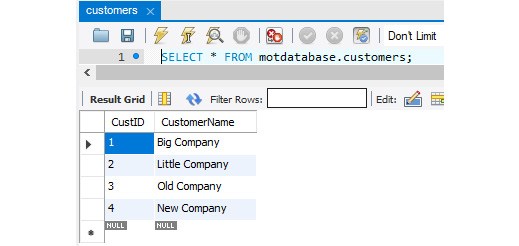 customers
Don't Limit
1 SELECT * FROM motdatabase.customers;
Result Grid Filter Rows: Edit:
CustID CustomerName
1 Big Company
2 Little Company
3 Old Company
4 New Company
NULL NULL